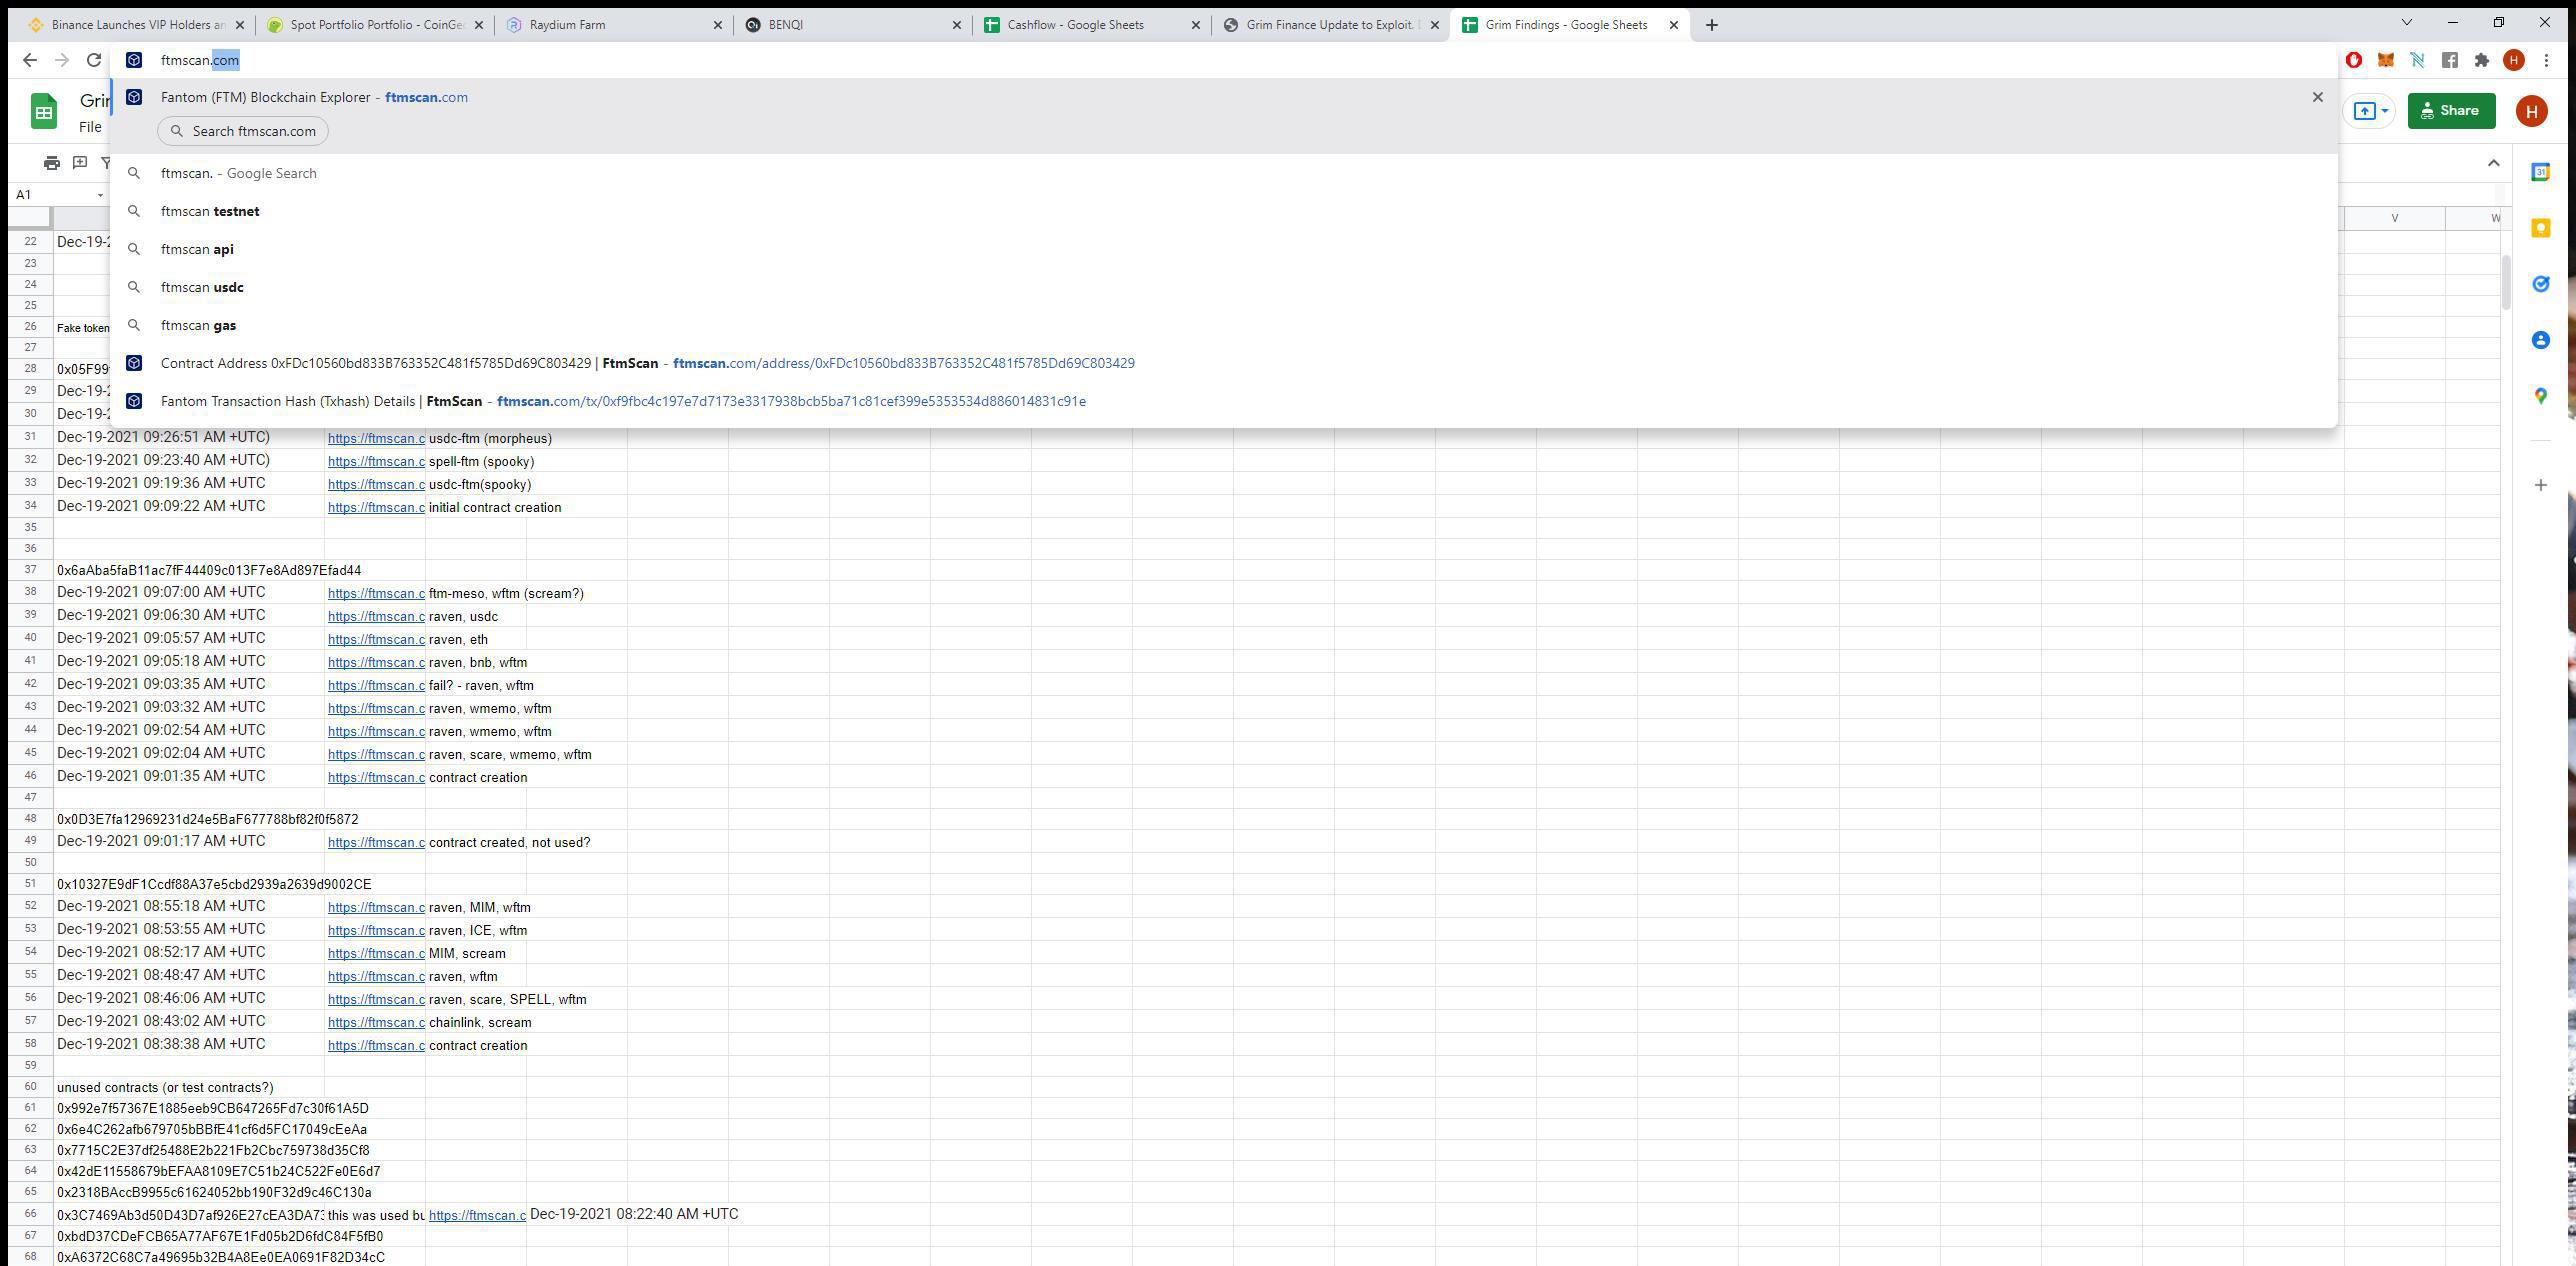 Binance Launches VIP Holders an
Spot Portfolio Portfolio - CoinGe
Raydium Farm
BENQI
Cashflow - Google Sheets
Grim Finance Update to Exploit.
Grim Findings - Google Sheets
ftmscan.com
H
Fantom (FTM) Blockchain Explorer - ftmscan.com
Search ftmscan.com
Grin
File
Share
H
ftmscan. - Google Search
ftmscan testnet
ftmscan api
ftmscan usdc
ftmscan gas
Contract Address 0xFDc10560bd833B763352C481f5785Dd69C803429 | FtmScan - ftmscan.com/address/0xFDc10560bd833B763352C481f5785Dd69C803429
Fantom Transaction Hash (Txhash) Details | FtmScan - ftmscan.com/tx/0xf9fbc4c197e7d7173e3317938bcb5ba71c81cef399e5353534d886014831c91e
A1
31
V W
22 Dec-19-2
23
24
25
26 Fake token
27
28 0x05F99
29 Dec-19-2
30 Dec-19-2
31 Dec-19-2021 09:26:51 AM +UTC) https://ftmscan.c usdc-ftm (morpheus)
32 Dec-19-2021 09:23:40 AM +UTC) https://ftmscan.c spell-ftm (spooky)
33 Dec-19-2021 09:19:36 AM +UTC https://ftmscan.c usdc-ftm(spooky)
34 Dec-19-2021 09:09:22 AM +UTC https://ftmscan.c initial contract creation
35
36
37 0x6aAba5faB11ac7fF44409c013F7e8Ad897Efad44
38 Dec-19-2021 09:07:00 AM +UTC https://ftmscan.c ftm-meso, wftm (scream?)
39 Dec-19-2021 09:06:30 AM +UTC https://ftmscan.c raven, usdc
40 Dec-19-2021 09:05:57 AM +UTC https://ftmscan.c raven, eth
41 Dec-19-2021 09:05:18 AM +UTC https://ftmscan.c raven, bnb, wftm
42 Dec-19-2021 09:03:35 AM +UTC https://ftmscan.c fail? - raven, wftm
43 Dec-19-2021 09:03:32 AM +UTC https://ftmscan.c raven, wmemo, wftm
44 Dec-19-2021 09:02:54 AM +UTC https://ftmscan.c raven, wmemo, wftm
45 Dec-19-2021 09:02:04 AM +UTC https://ftmscan.c raven, scare, wmemo, wftm
46 Dec-19-2021 09:01:35 AM +UTC https://ftmscan.c contract creation
47
48 0x0D3E7fa12969231d24e5BaF677788bf82f0f5872
49 Dec-19-2021 09:01:17 AM +UTC https://ftmscan.c contract created, not used?
50
51 0x10327E9dF1Ccdf88A37e5cbd2939a2639d9002CE
52 Dec-19-2021 08:55:18 AM +UTC https://ftmscan.c raven, MIM, wftm
53 Dec-19-2021 08:53:55 AM +UTC https://ftmscan.c raven, ICE, wftm
54 Dec-19-2021 08:52:17 AM +UTC https://ftmscan.c MIM, scream
55 Dec-19-2021 08:48:47 AM +UTC https://ftmscan.c raven, wftm
56 Dec-19-2021 08:46:06 AM +UTC https://ftmscan.c raven, scare, SPELL, wftm
57 Dec-19-2021 08:43:02 AM +UTC https://ftmscan.c chainlink, scream
58 Dec-19-2021 08:38:38 AM +UTC https://ftmscan.c contract creation
59
60 unused contracts (or test contracts?)
61 0x992e7f57367E1885eeb9CB647265Fd7c30f61A5D
62 0x6e4C262afb679705bBBfE41cf6d5FC17049cEeAa
63 0x7715C2E37df25488E2b221Fb2Cbc759738d35Cf8
64 0x42dE11558679bEFAA8109E7C51b24C522Fe0E6d7
65 0x2318BAccB9955c61624052bb190F32d9c46C130a
66 0x3C7469Ab3d50D43D7af926E27cEA3DA73 this was used bu https://ftmscan.c Dec-19-2021 08:22:40 AM +UTC
67 0xbdD37CDeFCB65A77AF67E1Fd05b2D6fdC84F5fB0
68 0xA6372C68C7a49695b32B4A8Ee0EA0691F82D34cC